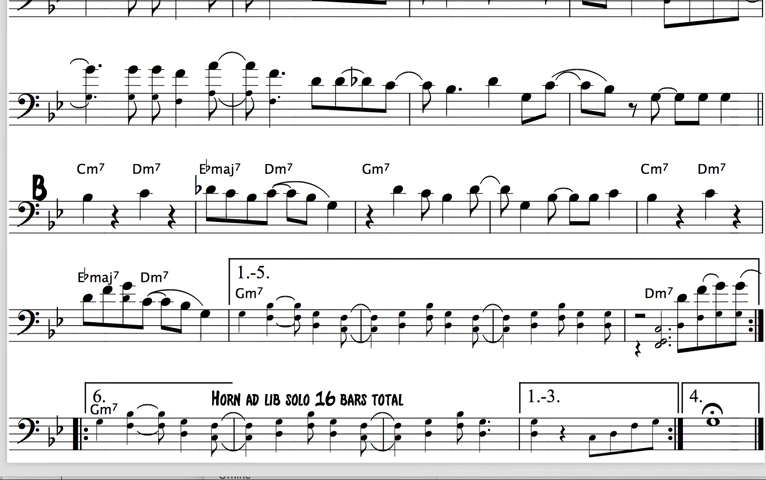 B Cm7 Dm7 E♭maj7 Dm7 Gm7 Cm7 Dm7
E♭maj7 Dm7 1.-5. Gm7 Dm7
6. Gm7 HORN AD LIB SOLO 16 BARS TOTAL 1.-3. 4.